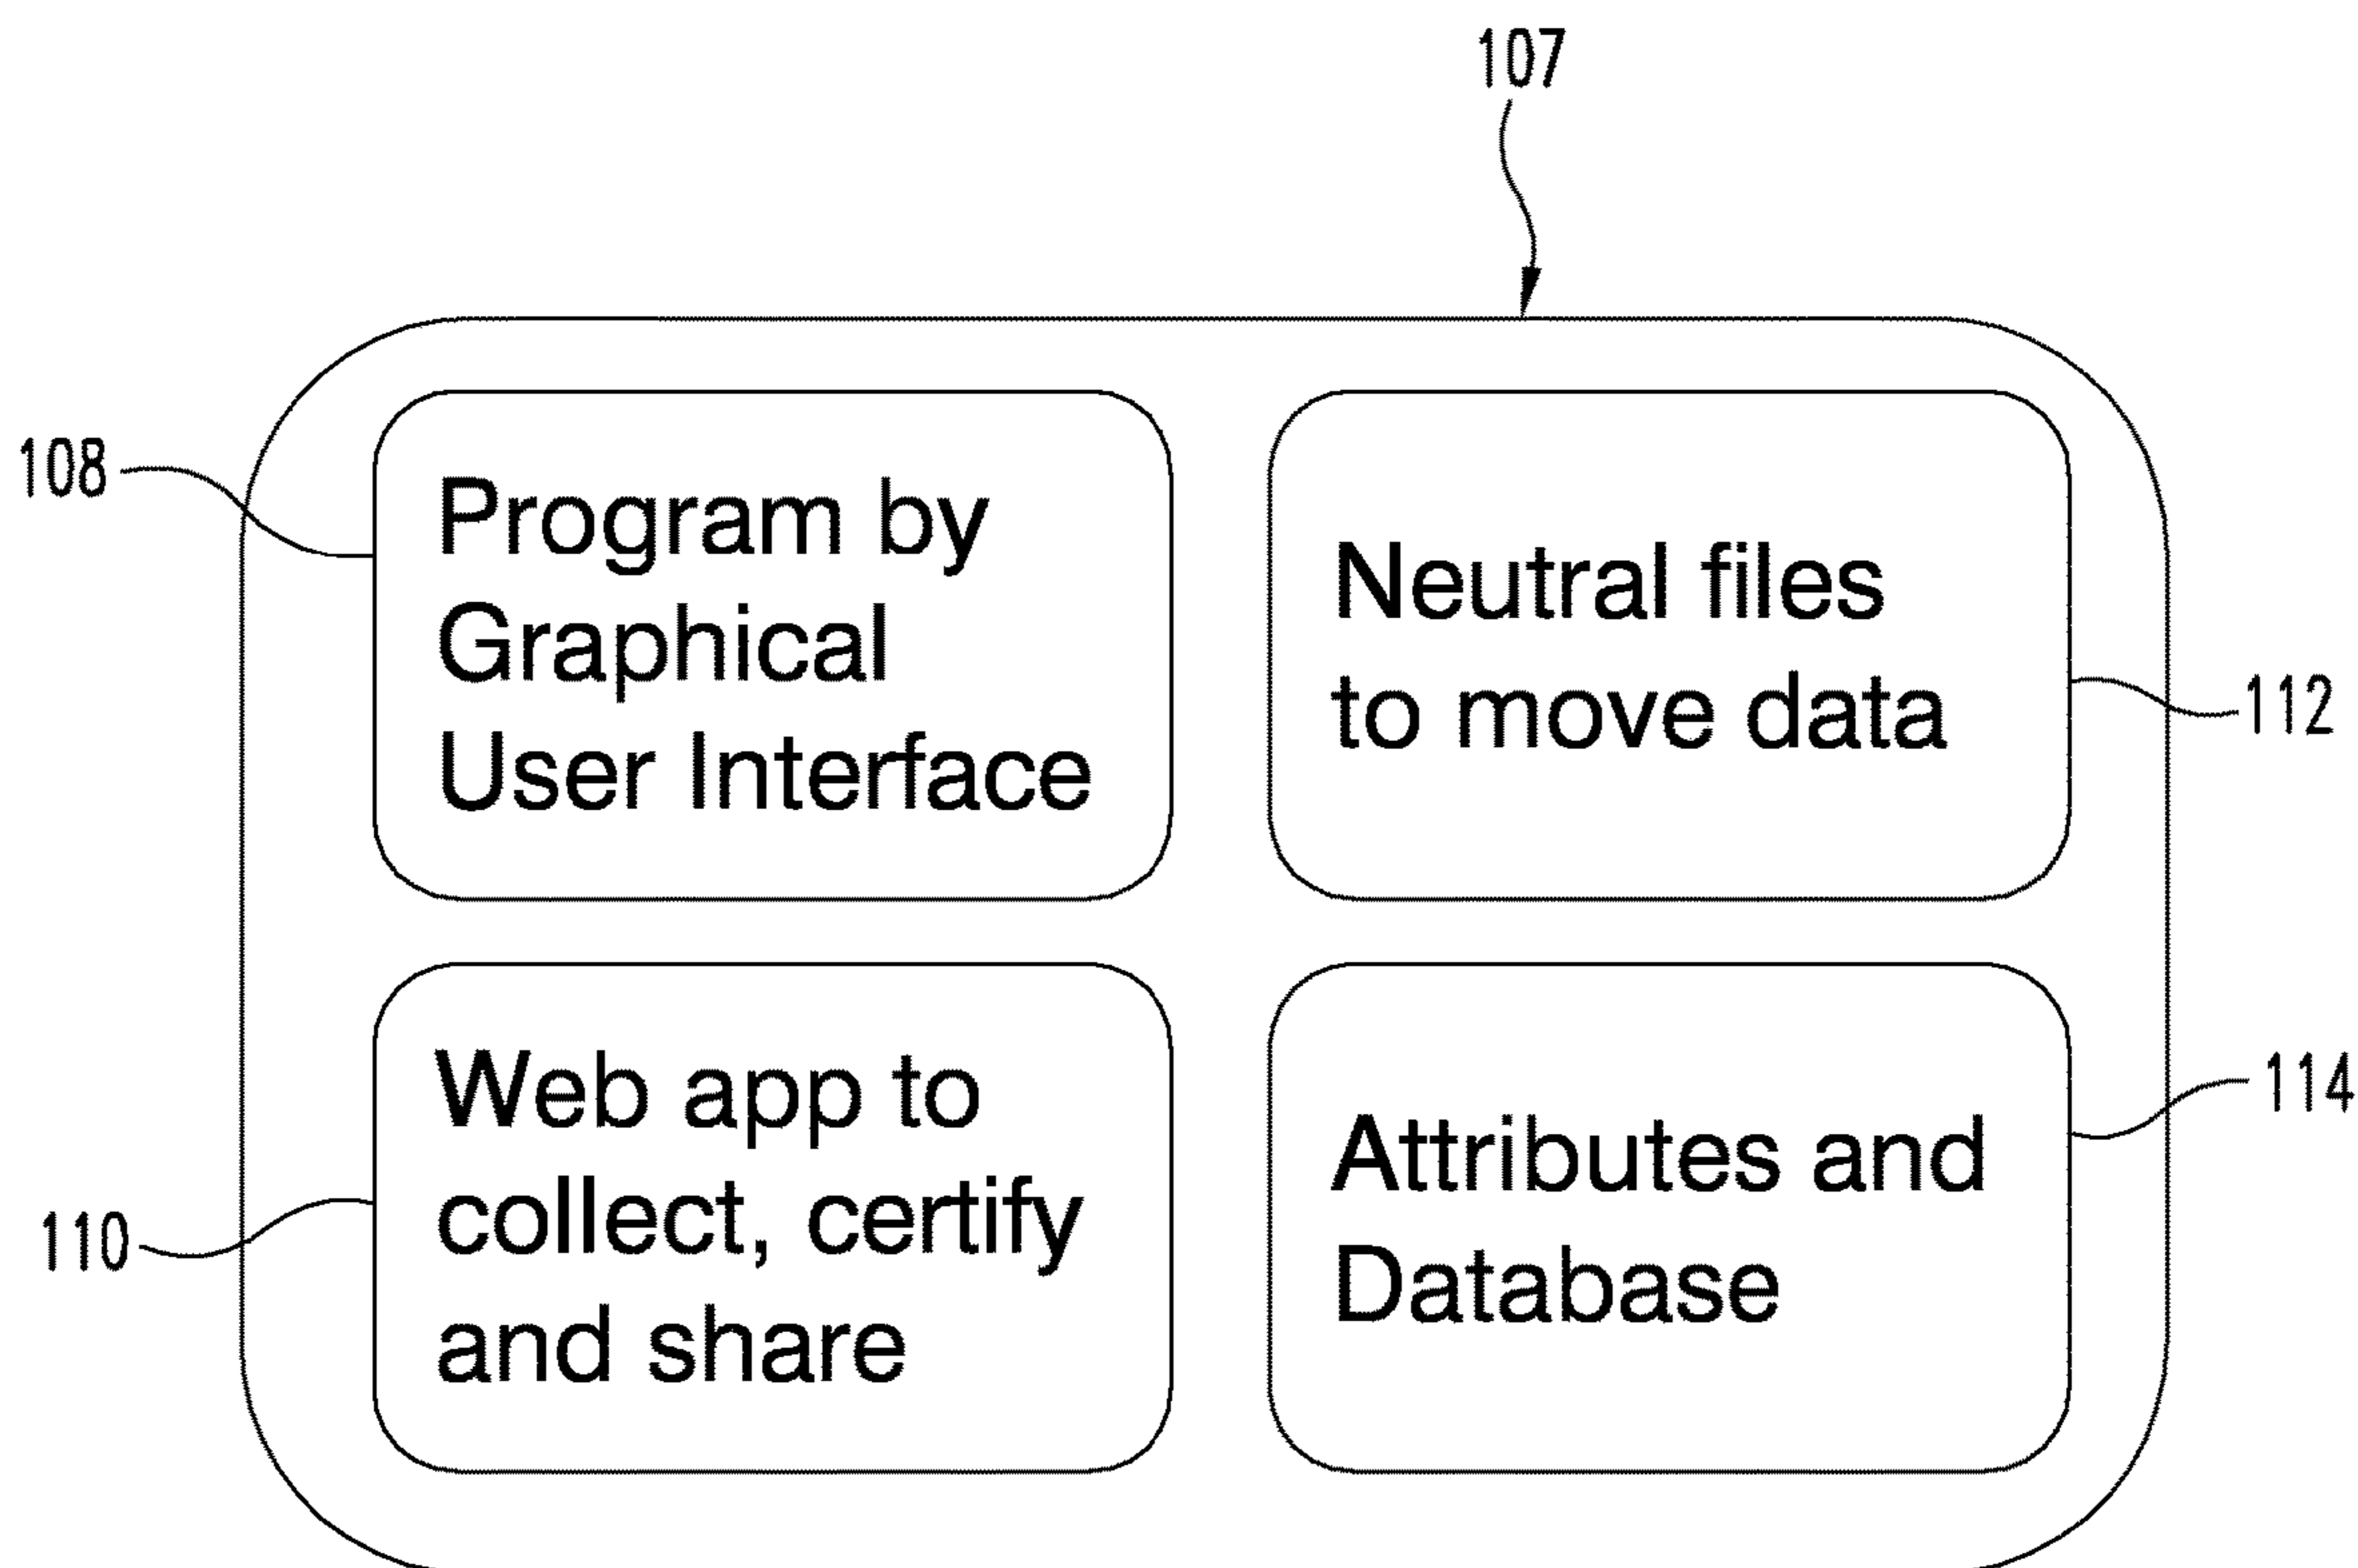 107
108
Program by
Graphical
User Interface
Neutral files
to move data
112
Web app to
collect, certify
and share
110
Attributes and
Database
114